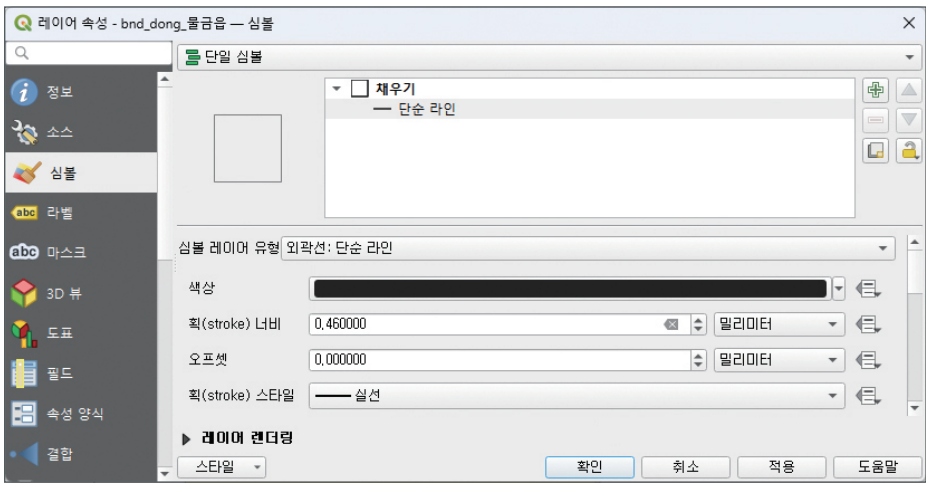 레이어 속성 - bnd_dong_물금읍 — 심볼
단일 심볼
정보
소스
심볼
abc 라벨
abc 마스크
3D 뷰
도표
필드
속성 양식
결합
채우기
단순 라인
심볼 레이어 유형 외곽선: 단순 라인
색상
획(stroke) 너비 0,460000 밀리미터
오프셋 0,000000 밀리미터
획(stroke) 스타일 실선
레이어 렌더링
스타일 확인 취소 적용 도움말